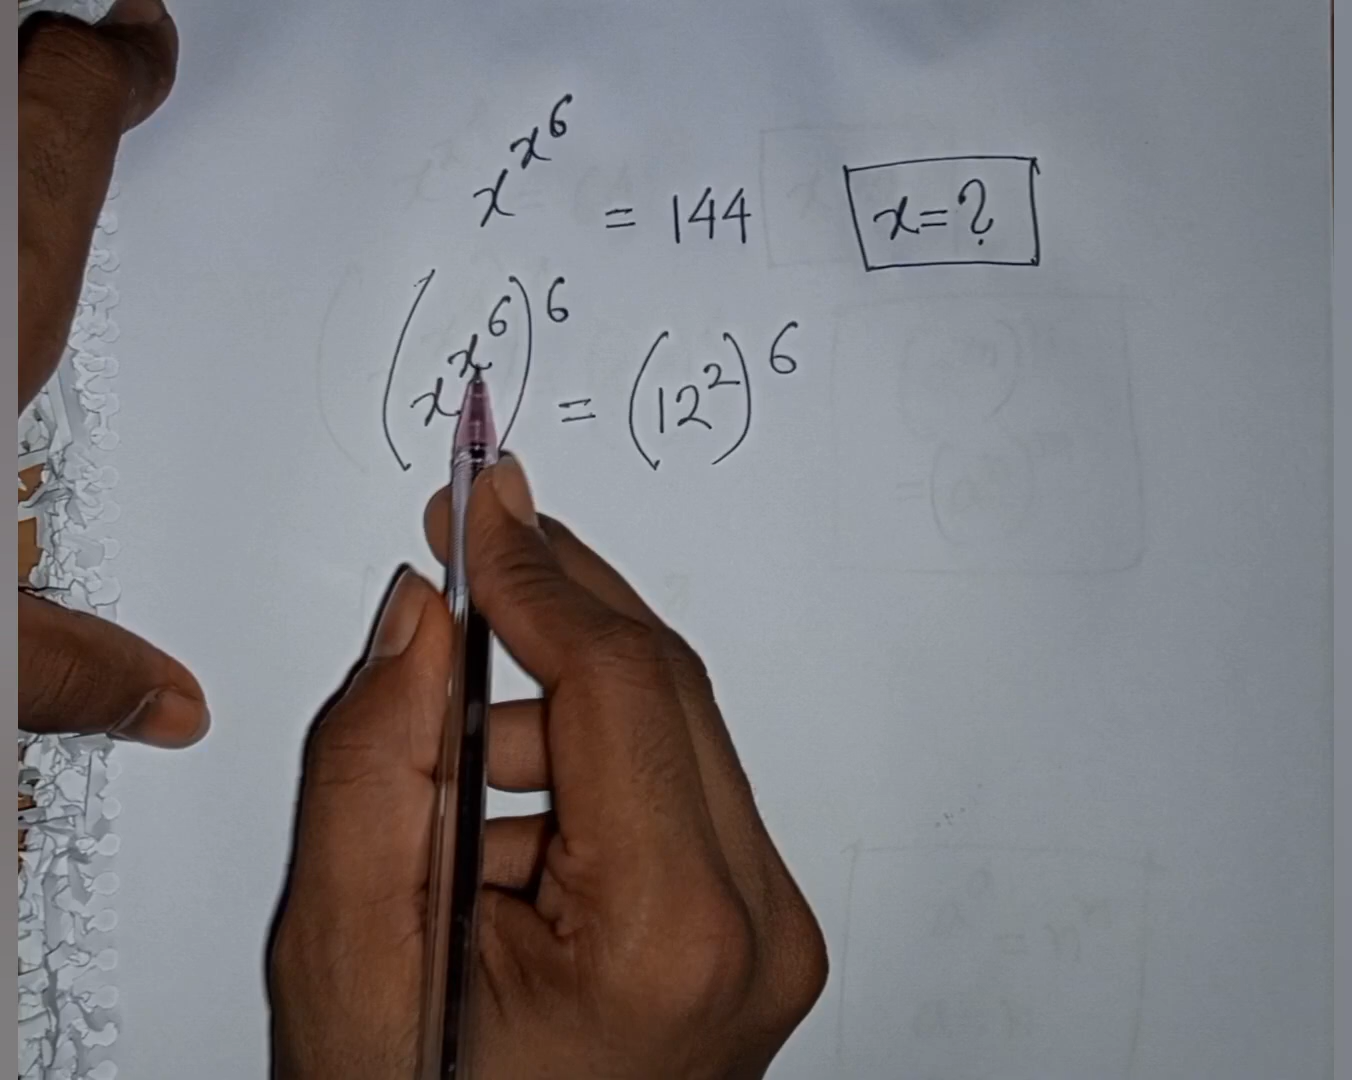 x^{x^6} = 144 x=?
(x^{x^6})^6 = (12^2)^6